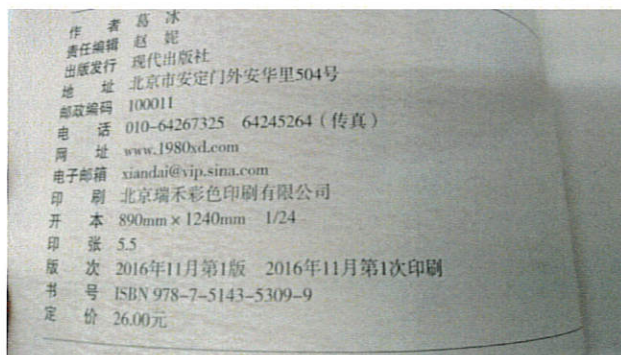 作 者 葛 冰
责任编辑 赵 妮
出版发行 现代出版社
地 址 北京市安定门外安华里504号
邮政编码 100011
电 话 010-64267325 64245264（传真）
网 址 www.1980xd.com
电子邮箱 xiandai@vip.sina.com
印 刷 北京瑞禾彩色印刷有限公司
开 本 890mm×1240mm 1/24
印 张 5.5
版 次 2016年11月第1版 2016年11月第1次印刷
书 号 ISBN 978-7-5143-5309-9
定 价 26.00元